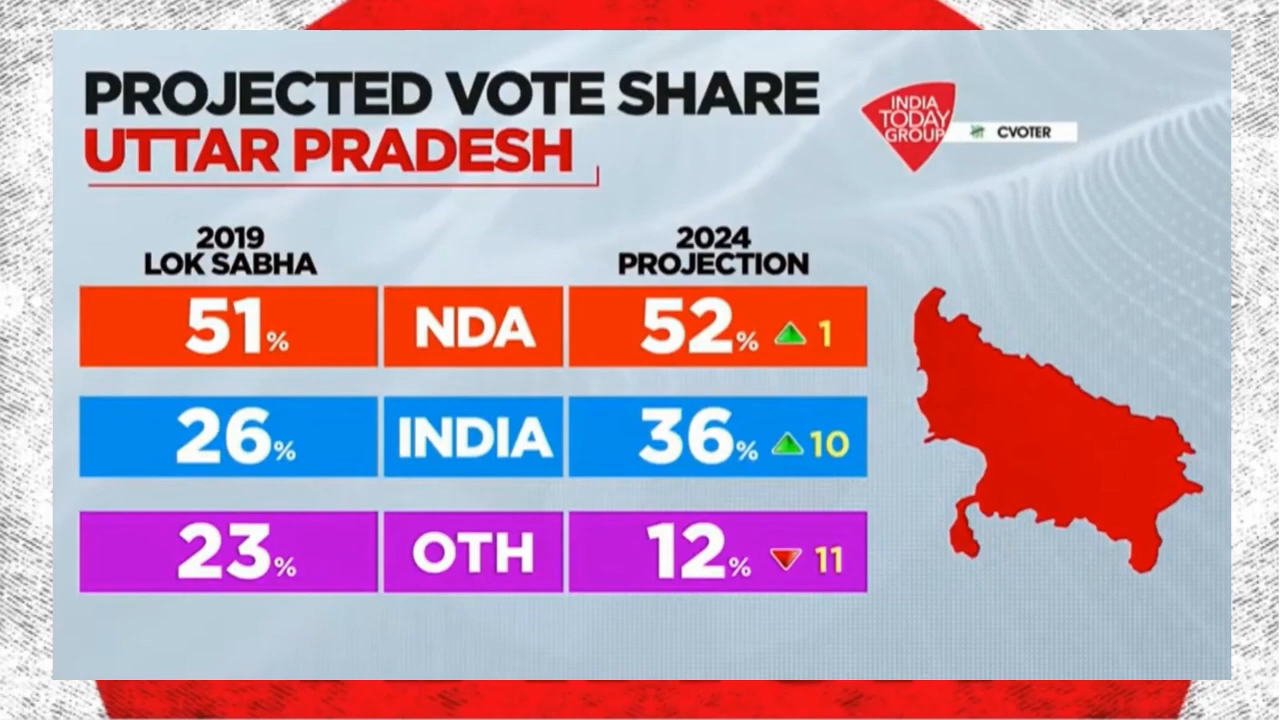 PROJECTED VOTE SHARE
UTTAR PRADESH
INDIA
TODAY
GROUP
CVOTER
2019
LOK SABHA
2024
PROJECTION
51% NDA 52% 1
26% INDIA 36% 10
23% OTH 12% 11